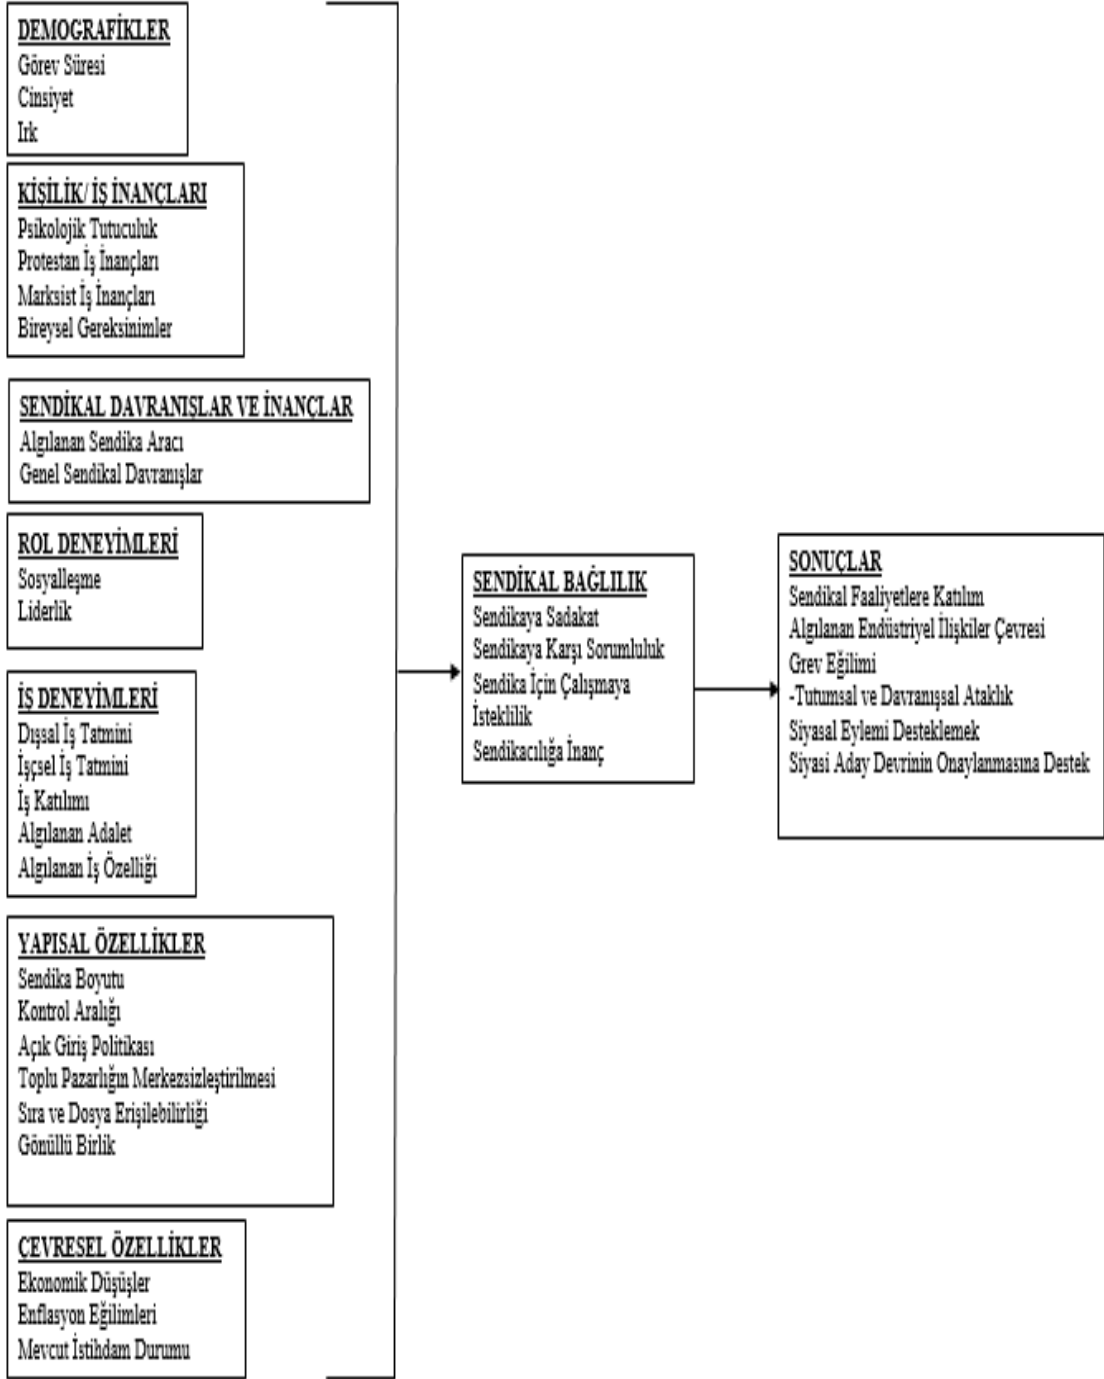 DEMOGRAFİKLER
Görev Süresi
Cinsiyet
Irk
KİŞİLİK/ İŞ İNANÇLARI
Psikolojik Tutuculuk
Protestan İş İnançları
Marksist İş İnançları
Bireysel Gereksinimler
SENDİKAL DAVRANIŞLAR VE İNANÇLAR
Algılanan Sendika Aracı
Genel Sendikal Davranışlar
ROL DENEYİMLERİ
Sosyalleşme
Liderlik
İŞ DENEYİMLERİ
Dışsal İş Tatmini
İşçsel İş Tatmini
İş Katılımı
Algılanan Adalet
Algılanan İş Özelliği
YAPISAL ÖZELLİKLER
Sendika Boyutu
Kontrol Aralığı
Açık Giriş Politikası
Toplu Pazarlığın Merkezsizleştirilmesi
Sıra ve Dosya Erişilebilirliği
Gönüllü Birlik
ÇEVRESEL ÖZELLİKLER
Ekonomik Düşüşler
Enflasyon Eğilimleri
Mevcut İstihdam Durumu
SENDİKAL BAĞLILIK
Sendikaya Sadakat
Sendikaya Karşı Sorumluluk
Sendika İçin Çalışmaya
İsteklilik
Sendikacılığa İnanç
SONUÇLAR
Sendikal Faaliyetlere Katılım
Algılanan Endüstriyel İlişkiler Çevresi
Grev Eğilimi
-Tutumsal ve Davranışsal Ataklık
Siyasal Eylemi Desteklemek
Siyasi Aday Devrinin Onaylanmasına Destek